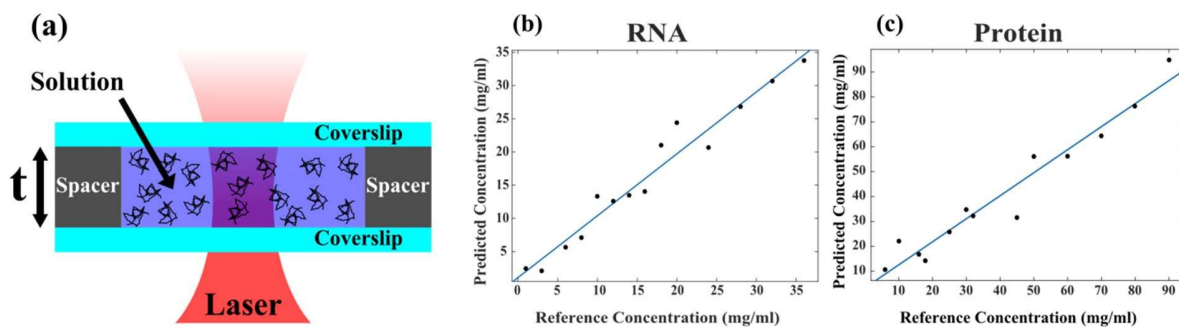 (a)
Solution
Coverslip
t
Spacer
Spacer
Coverslip
Laser
(b)
RNA
Predicted Concentration (mg/ml)
35
30
25
20
15
10
5
0 5 10 15 20 25 30 35
Reference Concentration (mg/ml)
(c)
Protein
Predicted Concentration (mg/ml)
90
80
70
60
50
40
30
20
10
10 20 30 40 50 60 70 80 90
Reference Concentration (mg/ml)